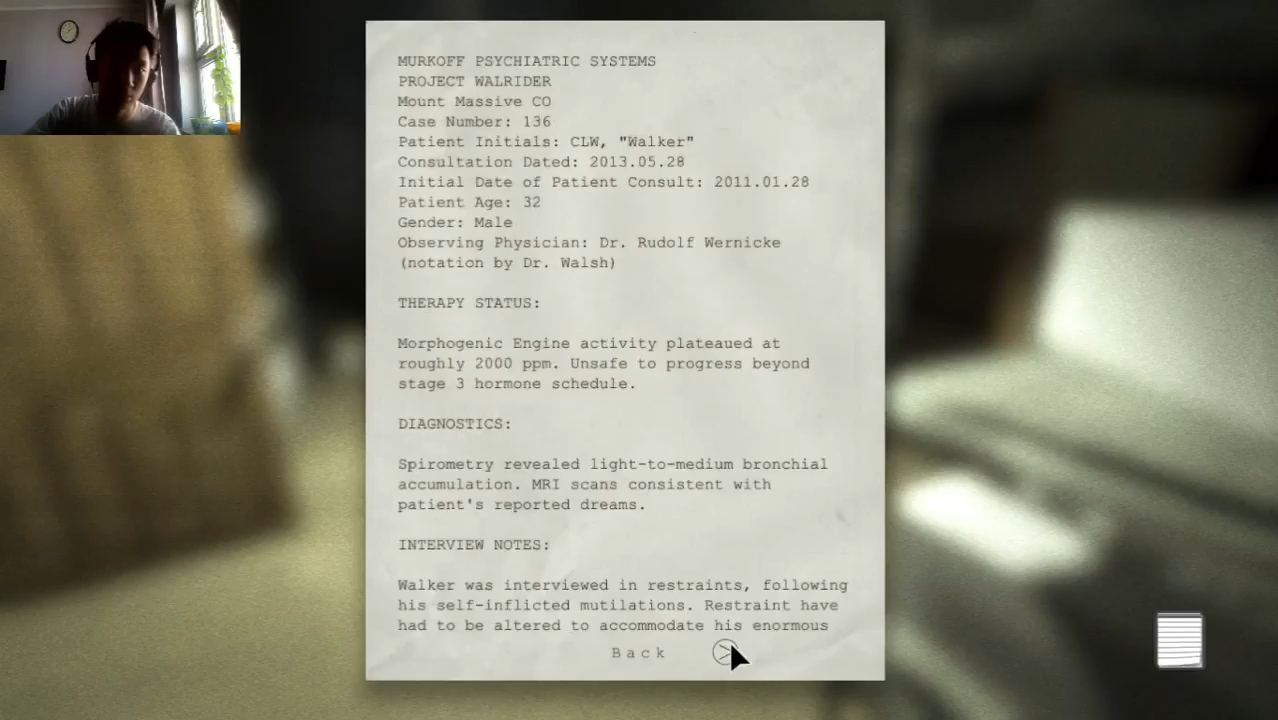 MURKOFF PSYCHIATRIC SYSTEMS
PROJECT WALRIDER
Mount Massive CO
Case Number: 136
Patient Initials: CLW, "Walker"
Consultation Dated: 2013.05.28
Initial Date of Patient Consult: 2011.01.28
Patient Age: 32
Gender: Male
Observing Physician: Dr. Rudolf Wernicke
(notation by Dr. Walsh)
THERAPY STATUS:
Morphogenic Engine activity plateaued at
roughly 2000 ppm. Unsafe to progress beyond
stage 3 hormone schedule.
DIAGNOSTICS:
Spirometry revealed light-to-medium bronchial
accumulation. MRI scans consistent with
patient's reported dreams.
INTERVIEW NOTES:
Walker was interviewed in restraints, following
his self-inflicted mutilations. Restraint have
had to be altered to accommodate his enormous
Back >